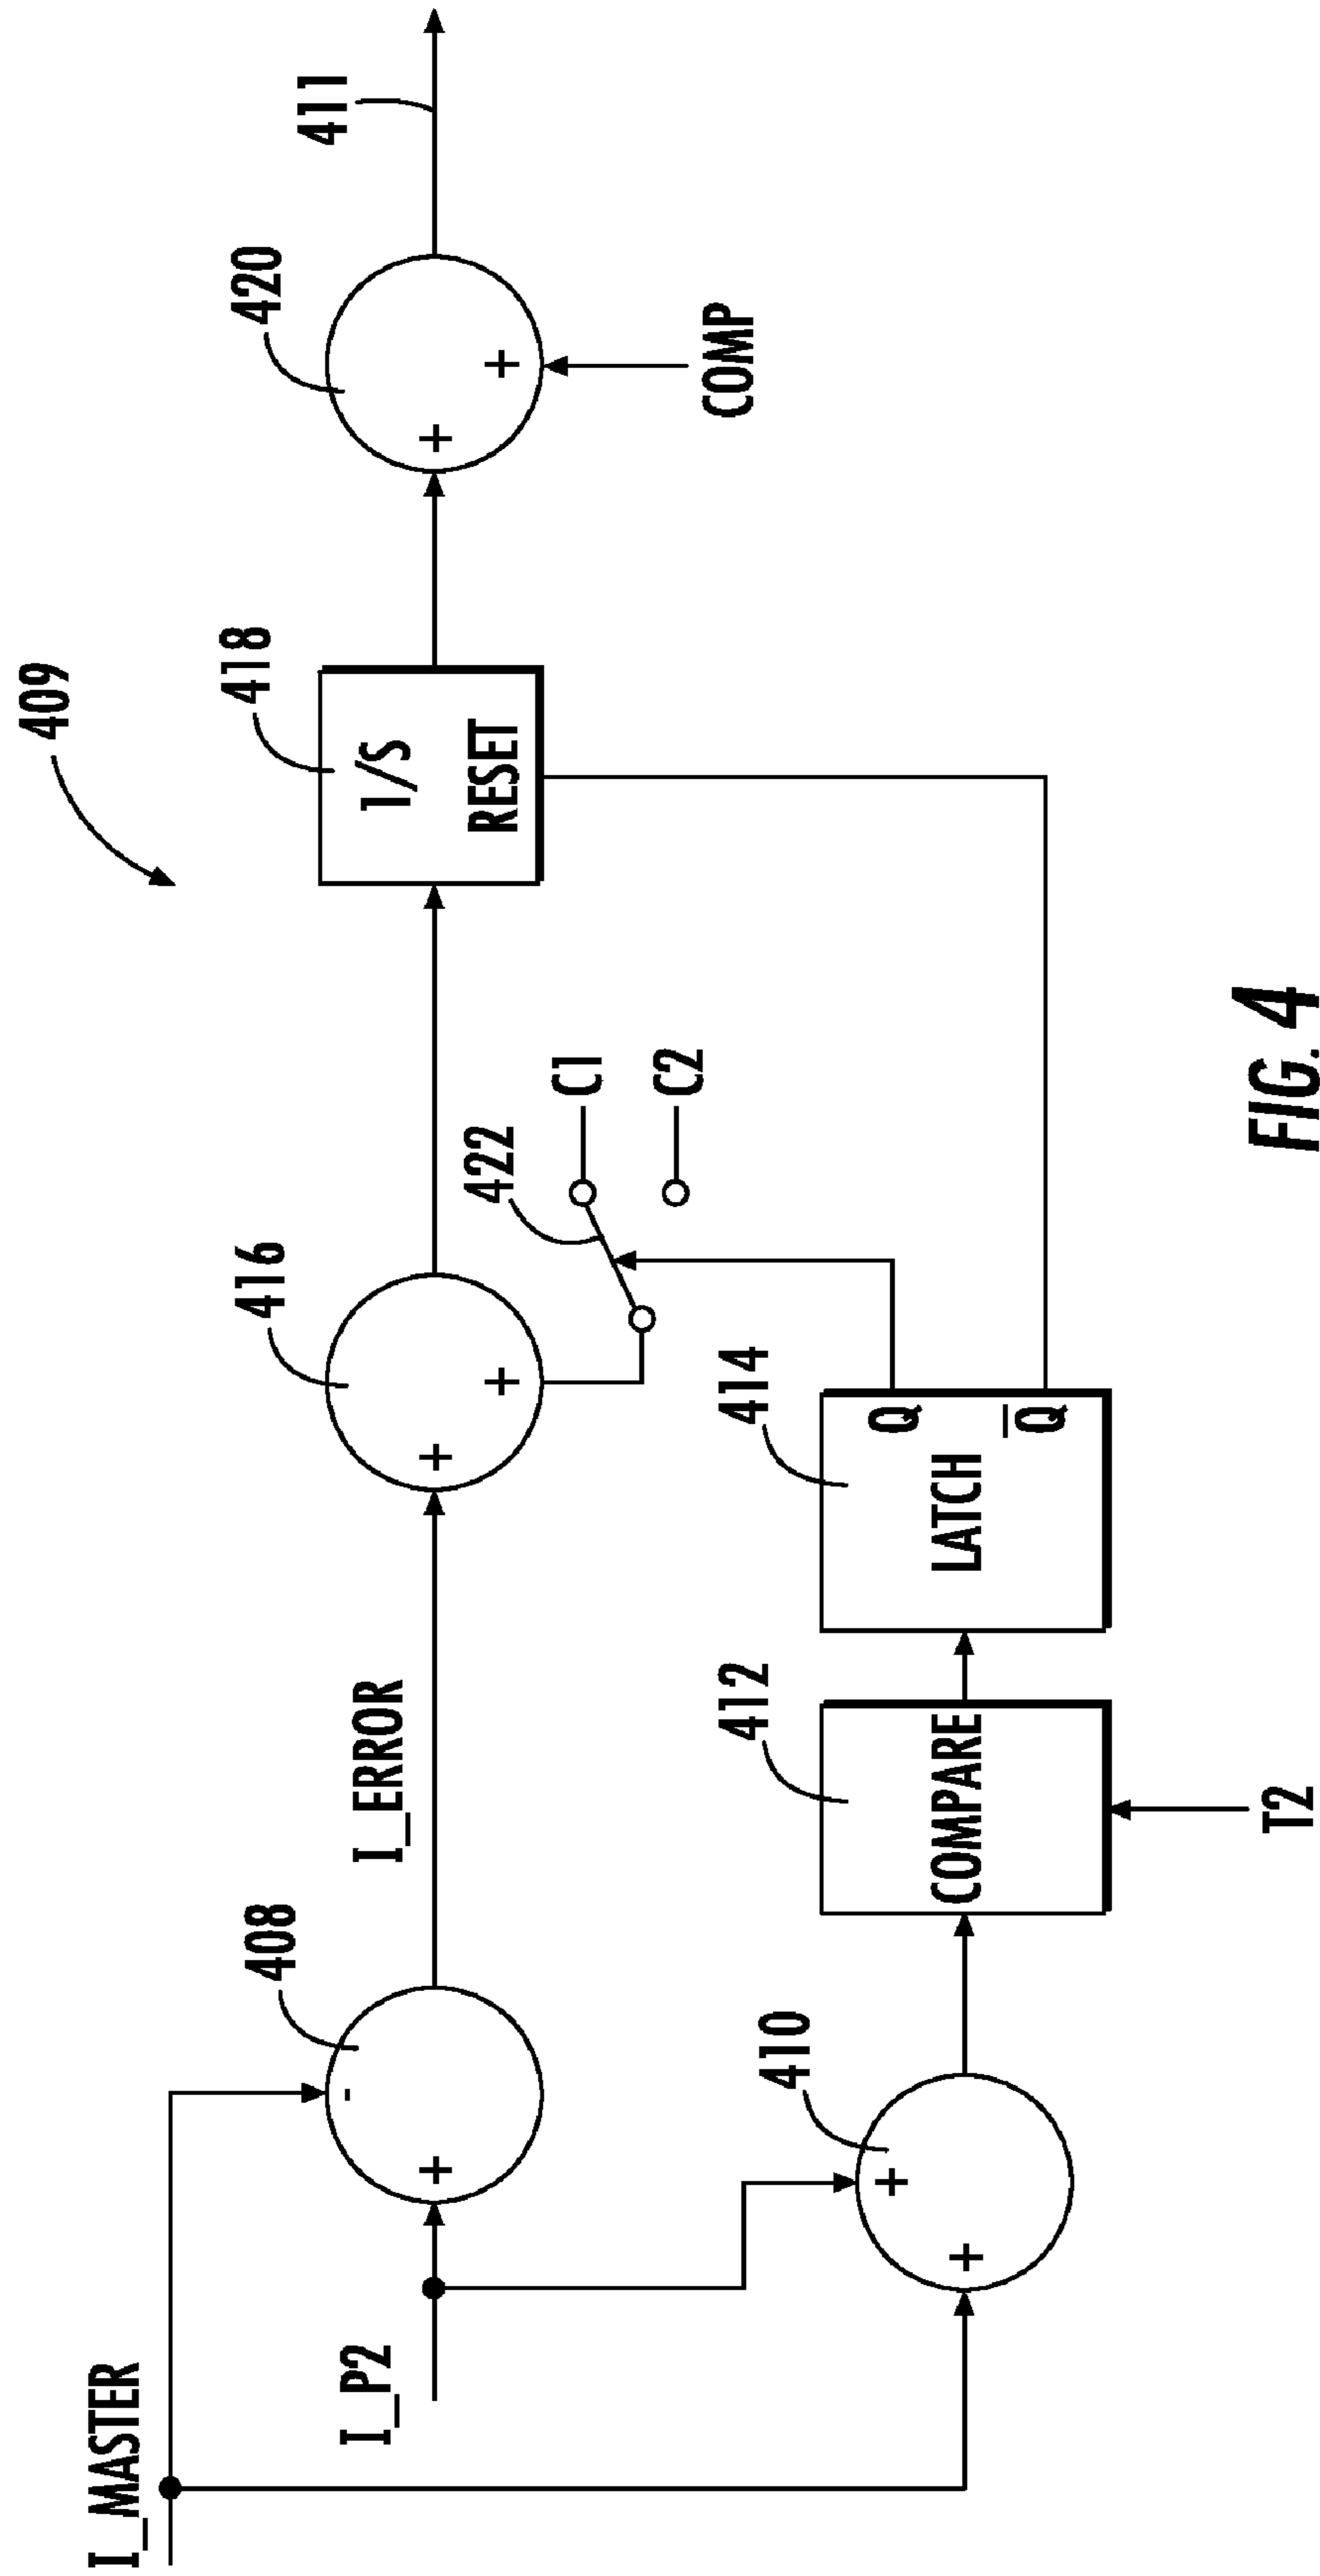 409
I_MASTER
I_P2
408
-
+
I_ERROR
416
+
+
418
1/S
RESET
420
+
+
411
COMP
422
C1
C2
410
+
+
412
COMPARE
T2
414
LATCH
Q
Q̅
FIG. 4